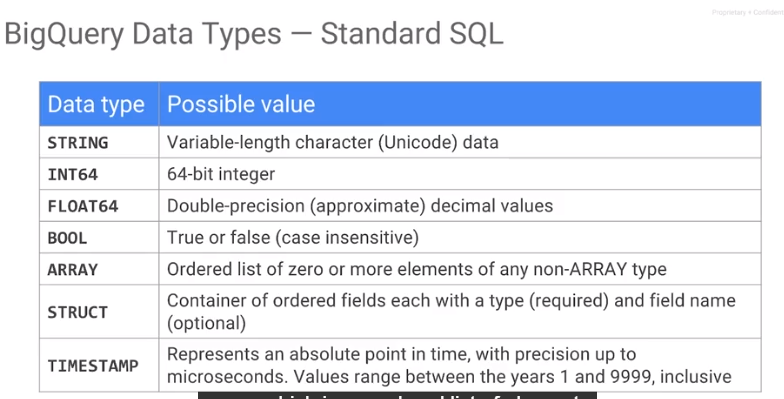 Proprietary + Confidential
BigQuery Data Types — Standard SQL
Data type Possible value
STRING Variable-length character (Unicode) data
INT64 64-bit integer
FLOAT64 Double-precision (approximate) decimal values
BOOL True or false (case insensitive)
ARRAY Ordered list of zero or more elements of any non-ARRAY type
STRUCT Container of ordered fields each with a type (required) and field name
(optional)
TIMESTAMP Represents an absolute point in time, with precision up to
microseconds. Values range between the years 1 and 9999, inclusive